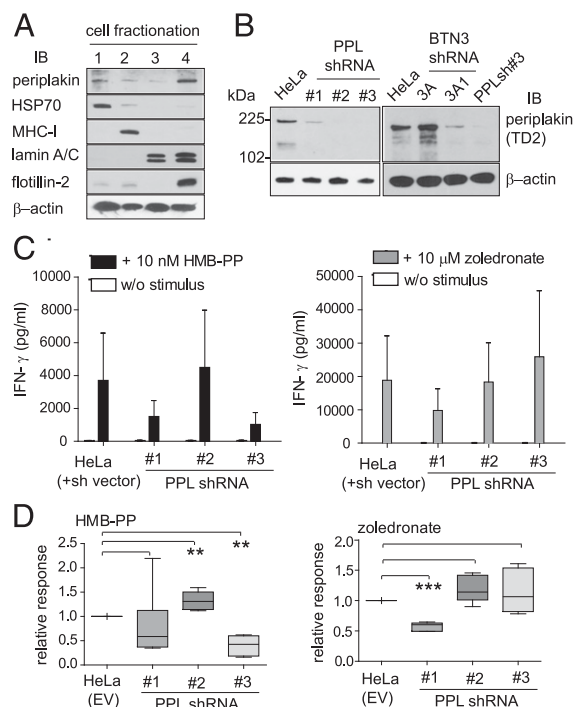 A
cell fractionation
IB 1 2 3 4
periplakin
HSP70
MHC-I
lamin A/C
flotillin-2
β-actin
B
PPL shRNA
BTN3 shRNA
kDa HeLa #1 #2 #3 HeLa 3A 3A1 PPLsh#3
IB
225
periplakin (TD2)
102
β-actin
C
+ 10 nM HMB-PP
w/o stimulus
IFN-γ (pg/ml)
6000
4000
2000
0
HeLa (+sh vector)
#1 #2 #3
PPL shRNA
+ 10 μM zoledronate
w/o stimulus
IFN-γ (pg/ml)
50000
40000
30000
20000
10000
0
HeLa (+sh vector)
#1 #2 #3
PPL shRNA
D
HMB-PP
relative response
2.5
2.0
1.5
1.0
0.5
0.0
** **
HeLa (EV)
#1 #2 #3
PPL shRNA
zoledronate
relative response
2.0
1.5
1.0
0.5
0.0
***
HeLa (EV)
#1 #2 #3
PPL shRNA